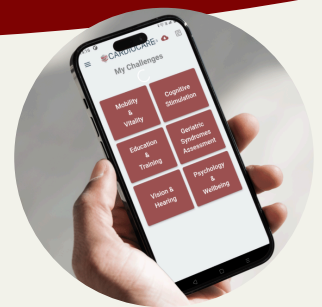 CARDIOCARE
My Challenges
Mobility
&
Vitality
Cognitive
Stimulation
Education
&
Training
Geriatric
Syndromes
Assessment
Vision &
Hearing
Psychology
&
Wellbeing